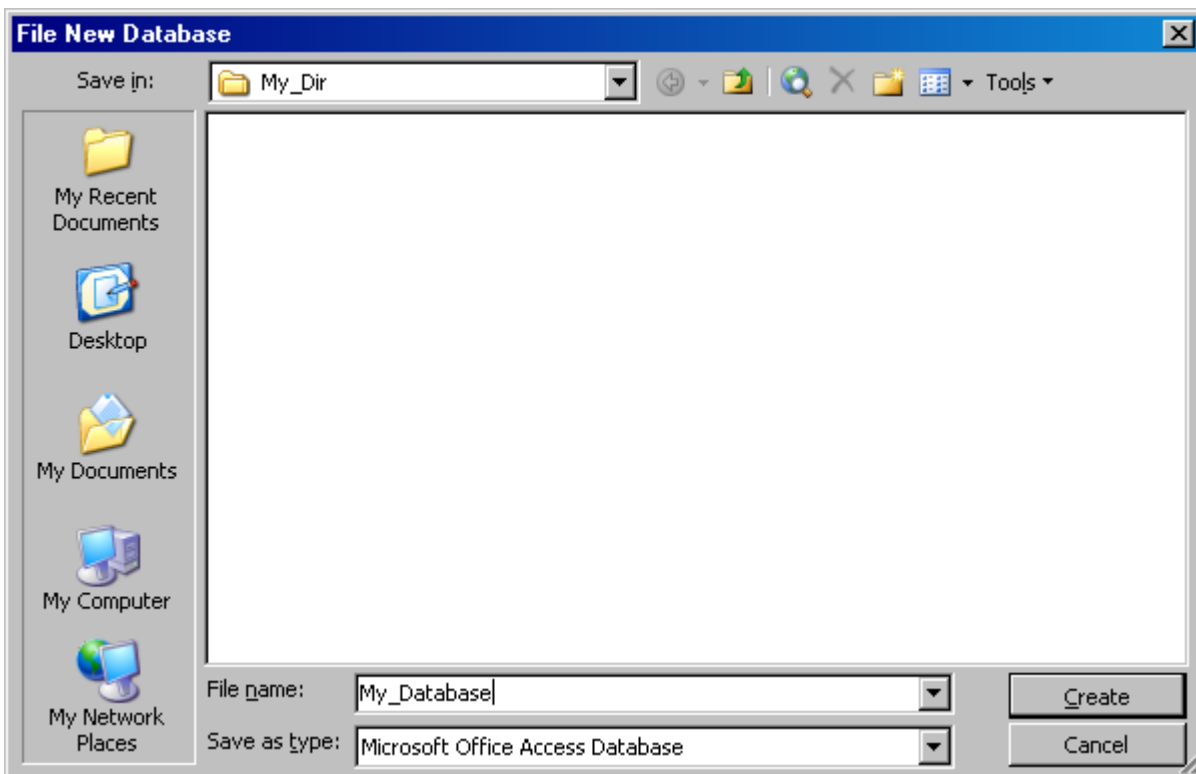 File New Database
Save in:
My_Dir
Tools
My Recent
Documents
Desktop
My Documents
My Computer
My Network
Places
File name:
My_Database
Create
Save as type:
Microsoft Office Access Database
Cancel